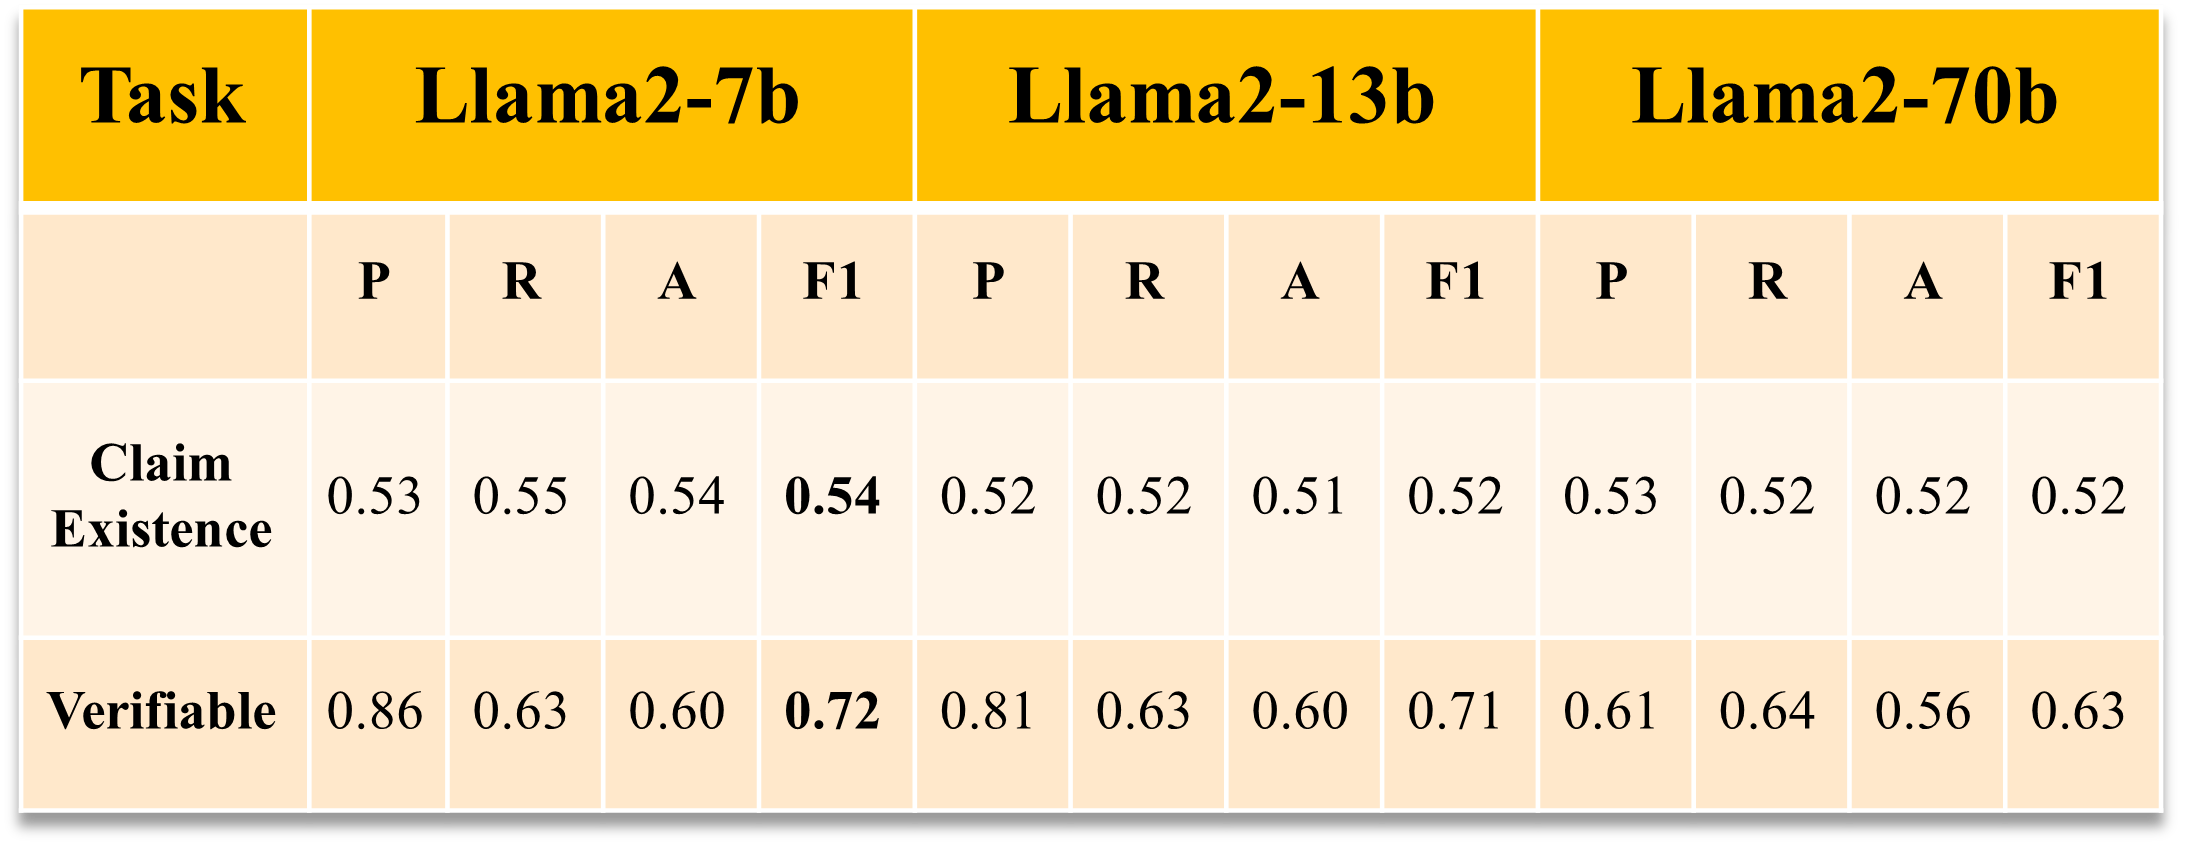 Task Llama2-7b Llama2-13b Llama2-70b
P R A F1 P R A F1 P R A F1
Claim
Existence
0.53 0.55 0.54 0.54 0.52 0.52 0.51 0.52 0.53 0.52 0.52 0.52
Verifiable 0.86 0.63 0.60 0.72 0.81 0.63 0.60 0.71 0.61 0.64 0.56 0.63